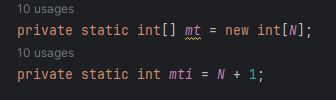 10 usages
private static int[] mt = new int[N];
10 usages
private static int mti = N + 1;